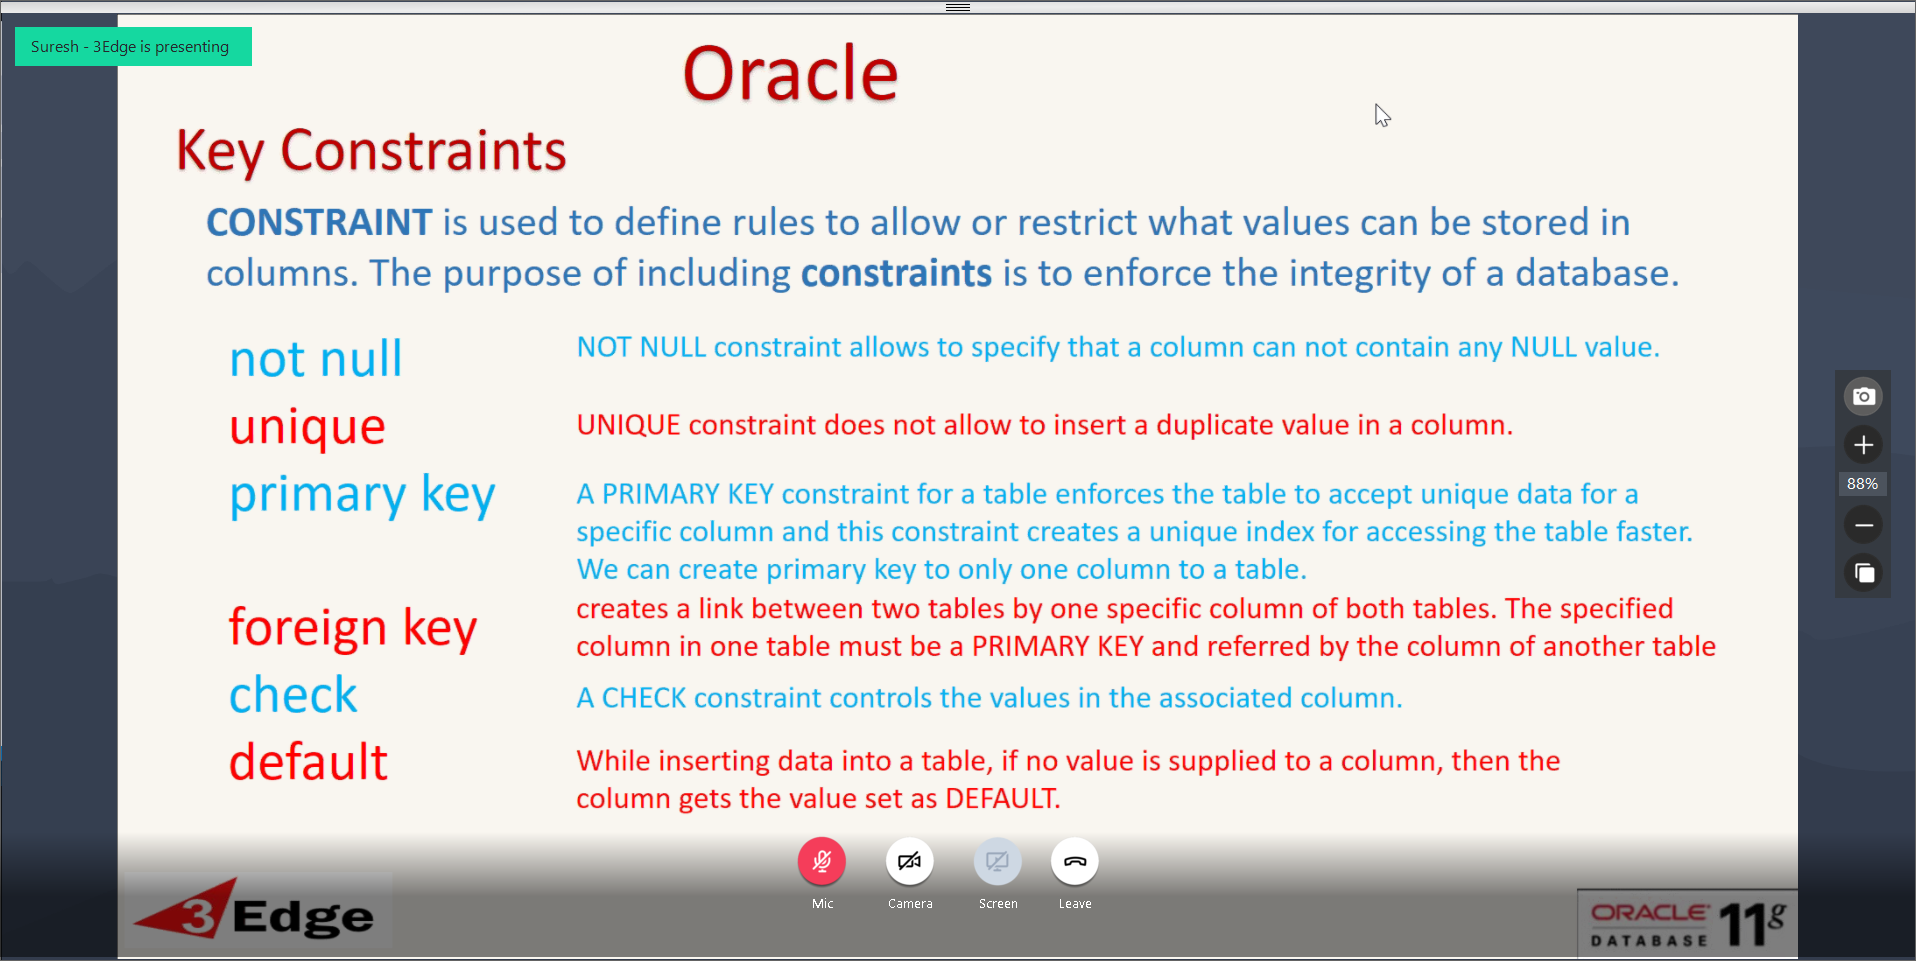 Suresh - 3Edge is presenting
Oracle
Key Constraints
CONSTRAINT is used to define rules to allow or restrict what values can be stored in
columns. The purpose of including constraints is to enforce the integrity of a database.
not null
NOT NULL constraint allows to specify that a column can not contain any NULL value.
unique
UNIQUE constraint does not allow to insert a duplicate value in a column.
primary key
A PRIMARY KEY constraint for a table enforces the table to accept unique data for a
specific column and this constraint creates a unique index for accessing the table faster.
We can create primary key to only one column to a table.
foreign key
creates a link between two tables by one specific column of both tables. The specified
column in one table must be a PRIMARY KEY and referred by the column of another table
check
A CHECK constraint controls the values in the associated column.
default
While inserting data into a table, if no value is supplied to a column, then the
column gets the value set as DEFAULT.
88%
Mic
Camera
Screen
Leave
3Edge
ORACLE
DATABASE 11g